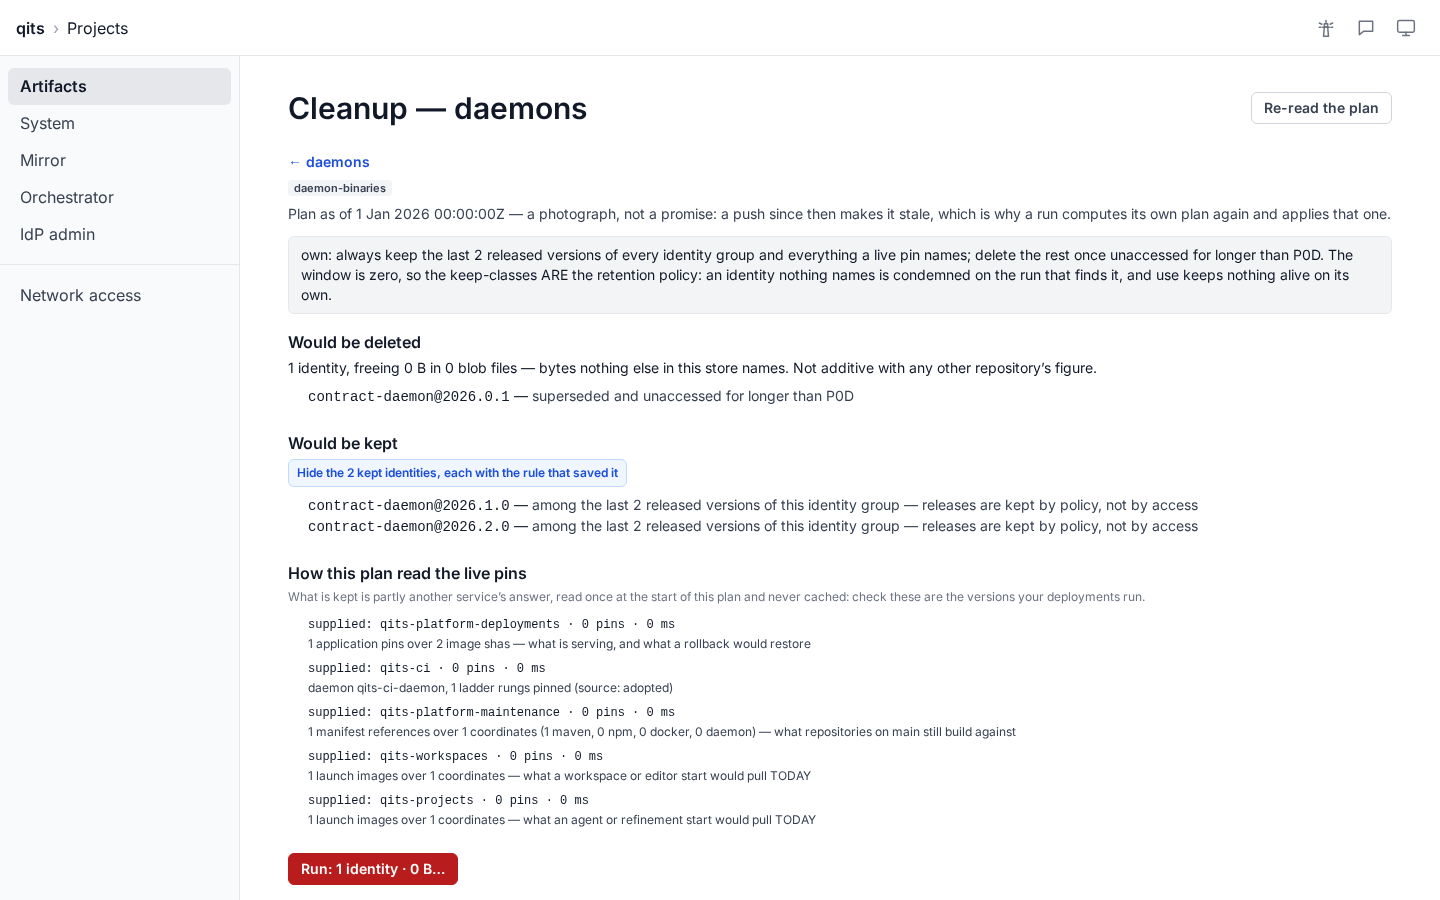 qits › Projects
Artifacts
System
Mirror
Orchestrator
IdP admin
Network access
Cleanup — daemons
Re-read the plan
← daemons
daemon-binaries
Plan as of 1 Jan 2026 00:00:00Z — a photograph, not a promise: a push since then makes it stale, which is why a run computes its own plan again and applies that one.
own: always keep the last 2 released versions of every identity group and everything a live pin names; delete the rest once unaccessed for longer than P0D. The
window is zero, so the keep-classes ARE the retention policy: an identity nothing names is condemned on the run that finds it, and use keeps nothing alive on its
own.
Would be deleted
1 identity, freeing 0 B in 0 blob files — bytes nothing else in this store names. Not additive with any other repository’s figure.
contract-daemon@2026.0.1 — superseded and unaccessed for longer than P0D
Would be kept
Hide the 2 kept identities, each with the rule that saved it
contract-daemon@2026.1.0 — among the last 2 released versions of this identity group — releases are kept by policy, not by access
contract-daemon@2026.2.0 — among the last 2 released versions of this identity group — releases are kept by policy, not by access
How this plan read the live pins
What is kept is partly another service’s answer, read once at the start of this plan and never cached: check these are the versions your deployments run.
supplied: qits-platform-deployments · 0 pins · 0 ms
1 application pins over 2 image shas — what is serving, and what a rollback would restore
supplied: qits-ci · 0 pins · 0 ms
daemon qits-ci-daemon, 1 ladder rungs pinned (source: adopted)
supplied: qits-platform-maintenance · 0 pins · 0 ms
1 manifest references over 1 coordinates (1 maven, 0 npm, 0 docker, 0 daemon) — what repositories on main still build against
supplied: qits-workspaces · 0 pins · 0 ms
1 launch images over 1 coordinates — what a workspace or editor start would pull TODAY
supplied: qits-projects · 0 pins · 0 ms
1 launch images over 1 coordinates — what an agent or refinement start would pull TODAY
Run: 1 identity · 0 B…